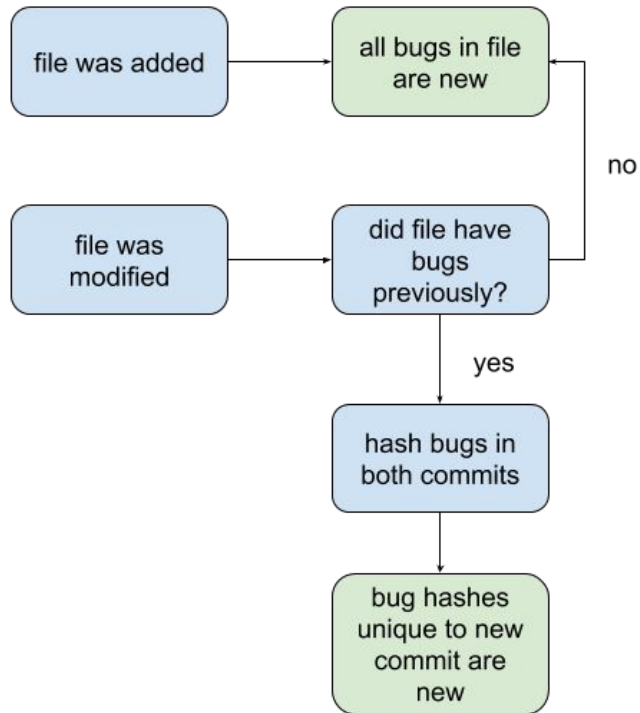 file was added
all bugs in file
are new
no
file was
modified
did file have
bugs
previously?
yes
hash bugs in
both commits
bug hashes
unique to new
commit are
new